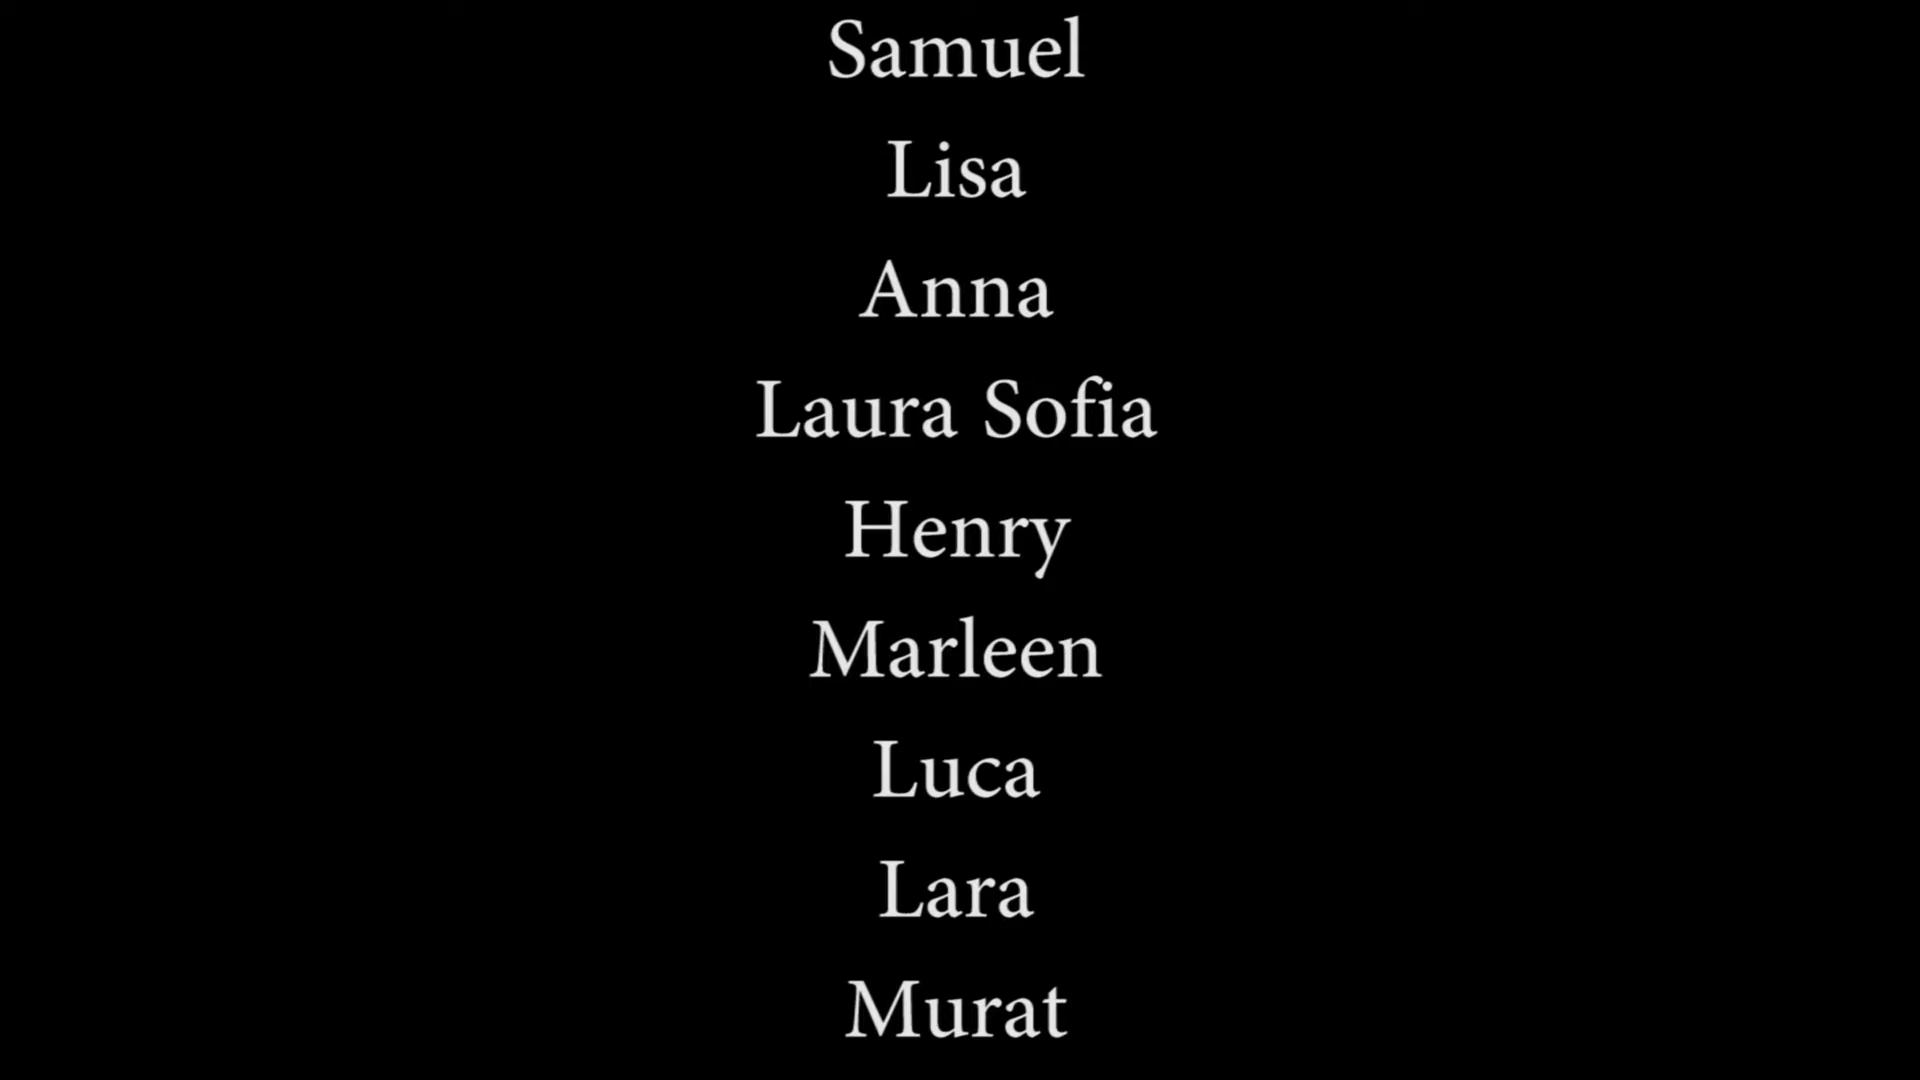 Samuel
Lisa
Anna
Laura Sofia
Henry
Marleen
Luca
Lara
Murat